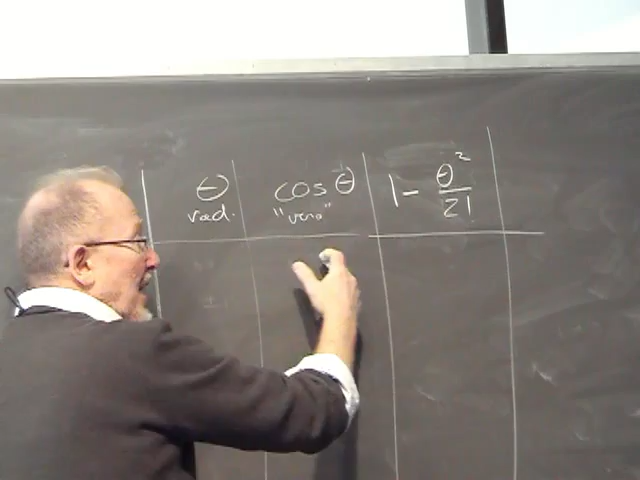 θ cos θ 1 - θ²/2!
rad. "vero"